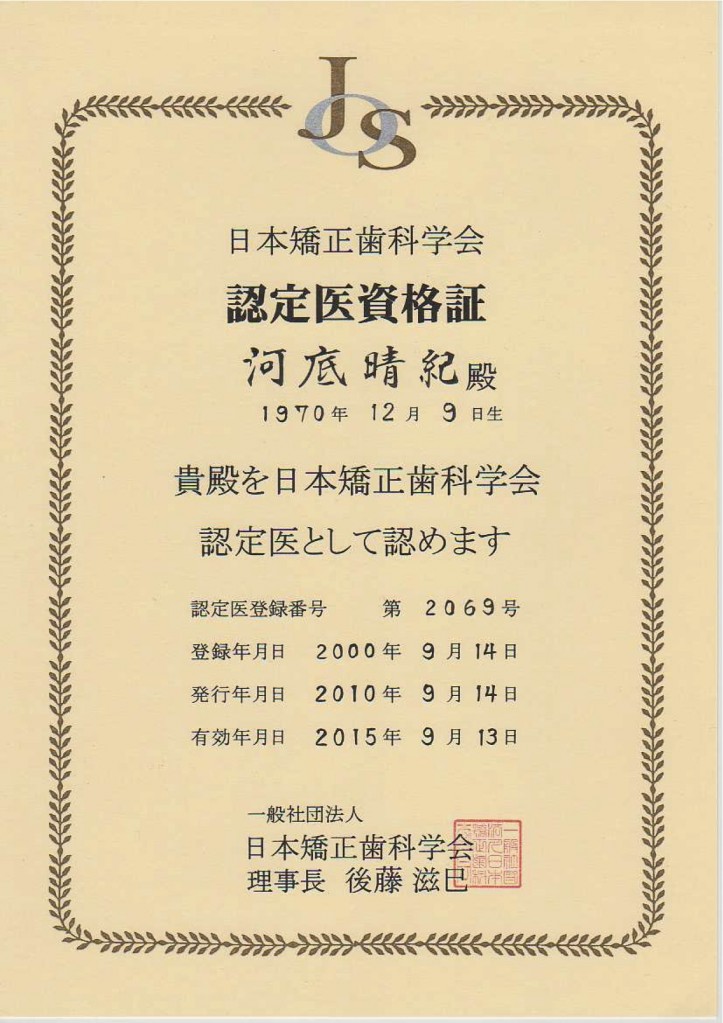 JOS
日本矯正歯科学会
認定医資格証
河底晴紀殿
1970年 12月 9日生
貴殿を日本矯正歯科学会
認定医として認めます
認定医登録番号 第 2069号
登録年月日 2000年 9月14日
発行年月日 2010年 9月14日
有効年月日 2015年 9月13日
一般社団法人
日本矯正歯科学会
理事長 後藤 滋巳